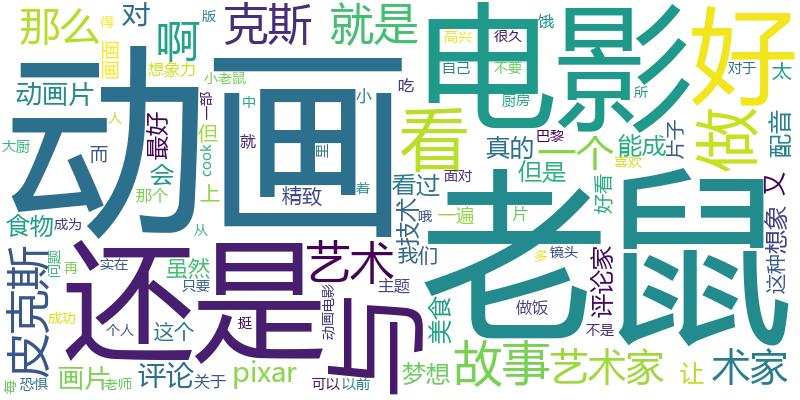 那么
对
版
得
啊
克斯
就是
电影
好
高兴
很久
饿
画面
想象力
自己
不要
对于
太
小老鼠
动画片
人
一部
吃
厨房
所
动画
中
小
看
做
大厨
而
最好
但
就
里
真的
巴黎
片子
配音
cook
一个
能成
喜欢
会
那个
上
精致
着
看过
但是
面对
好看
又
食物
成为
从
技术
哦
一遍
片
老鼠
这种
想象
皮克斯
问题
再
实在
还是
虽然
艺术
我们
多
镜头
评论家
只要
与
主题
动画电影
美食
做饭
不是
成功
个人
这个
挺
故事
艺术家
让
术家
每
恐惧
画片
老师
评论
关于
pixar
可以
以前
梦想